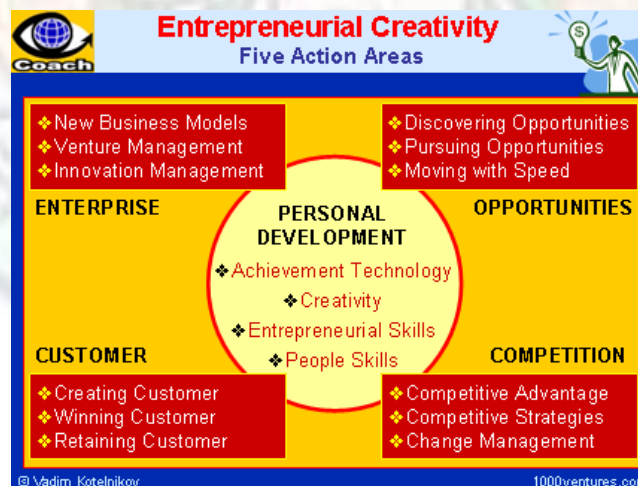 Coach
Entrepreneurial Creativity
Five Action Areas
$
❖New Business Models
❖Venture Management
❖Innovation Management
ENTERPRISE
❖Discovering Opportunities
❖Pursuing Opportunities
❖Moving with Speed
OPPORTUNITIES
PERSONAL
DEVELOPMENT
❖Achievement Technology
❖Creativity
❖Entrepreneurial Skills
❖People Skills
CUSTOMER
❖Creating Customer
❖Winning Customer
❖Retaining Customer
COMPETITION
❖Competitive Advantage
❖Competitive Strategies
❖Change Management
© Vadim Kotelnikov
1000ventures.com